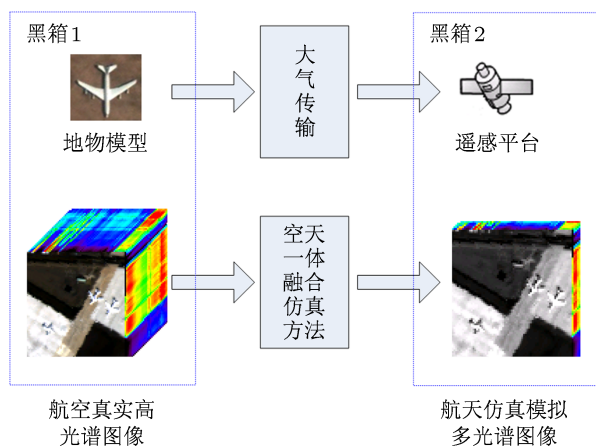 黑箱1
黑箱2
大
气
传
输
地物模型
遥感平台
空天
一体
融合
仿真
方法
航空真实高
光谱图像
航天仿真模拟
多光谱图像